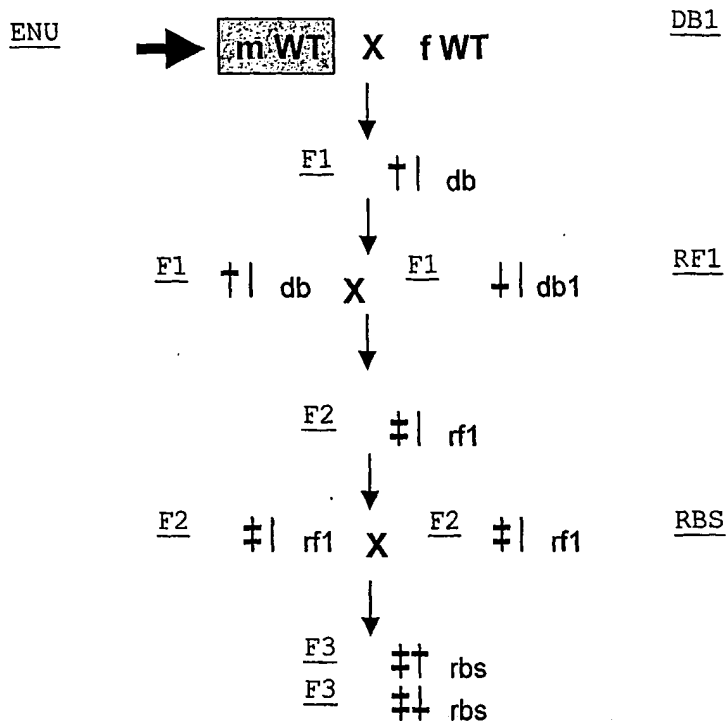 ENU m WT X f WT DB1
F1 db
F1 db X F1 db1 RF1
F2 rf1
F2 rf1 X F2 rf1 RBS
F3 rbs
F3 rbs